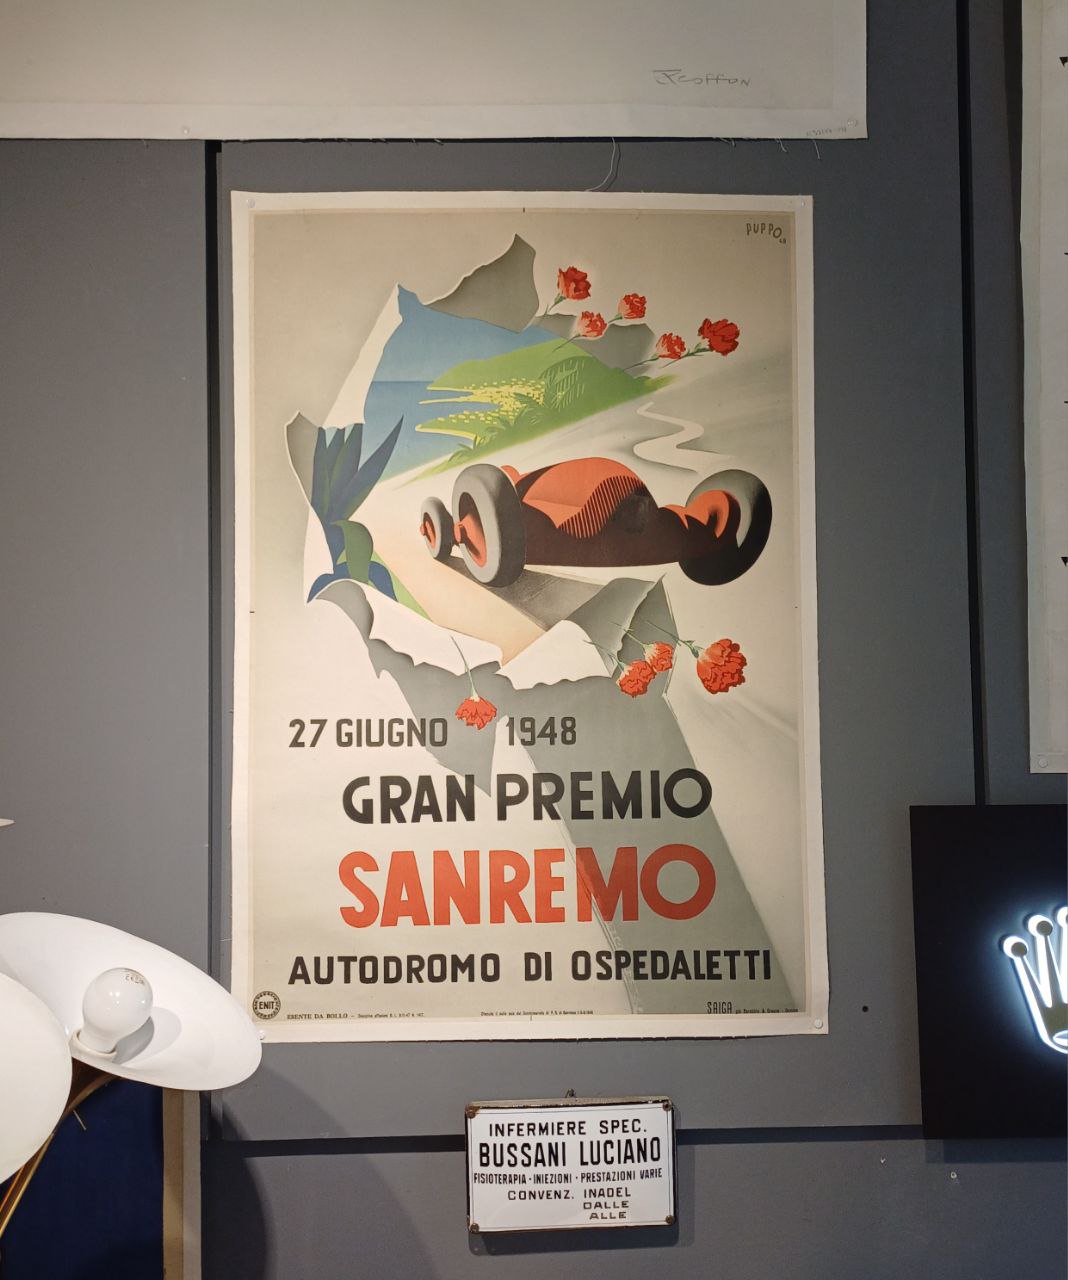 PUPPO
48
27 GIUGNO 1948
GRAN PREMIO
SANREMO
AUTODROMO DI OSPEDALETTI
ENIT
ESENTE DA BOLLO
SAIGA
INFERMIERE SPEC.
BUSSANI LUCIANO
FISIOTERAPIA · INIEZIONI · PRESTAZIONI VARIE
CONVENZ. INADEL
DALLE
ALLE